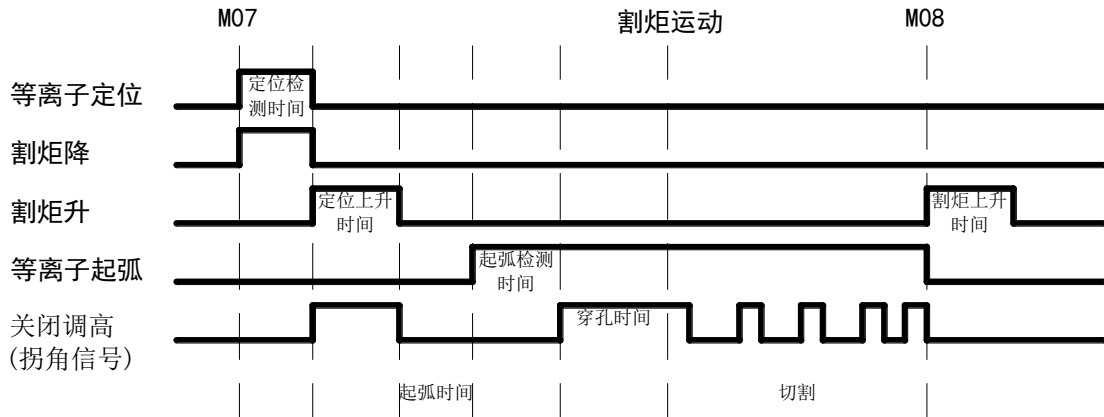 M07
割炬运动
M08
等离子定位
定位检
测时间
割炬降
割炬升
定位上升
时间
割炬上升
时间
等离子起弧
起弧检测
时间
关闭调高
(拐角信号)
穿孔时间
起弧时间
切割